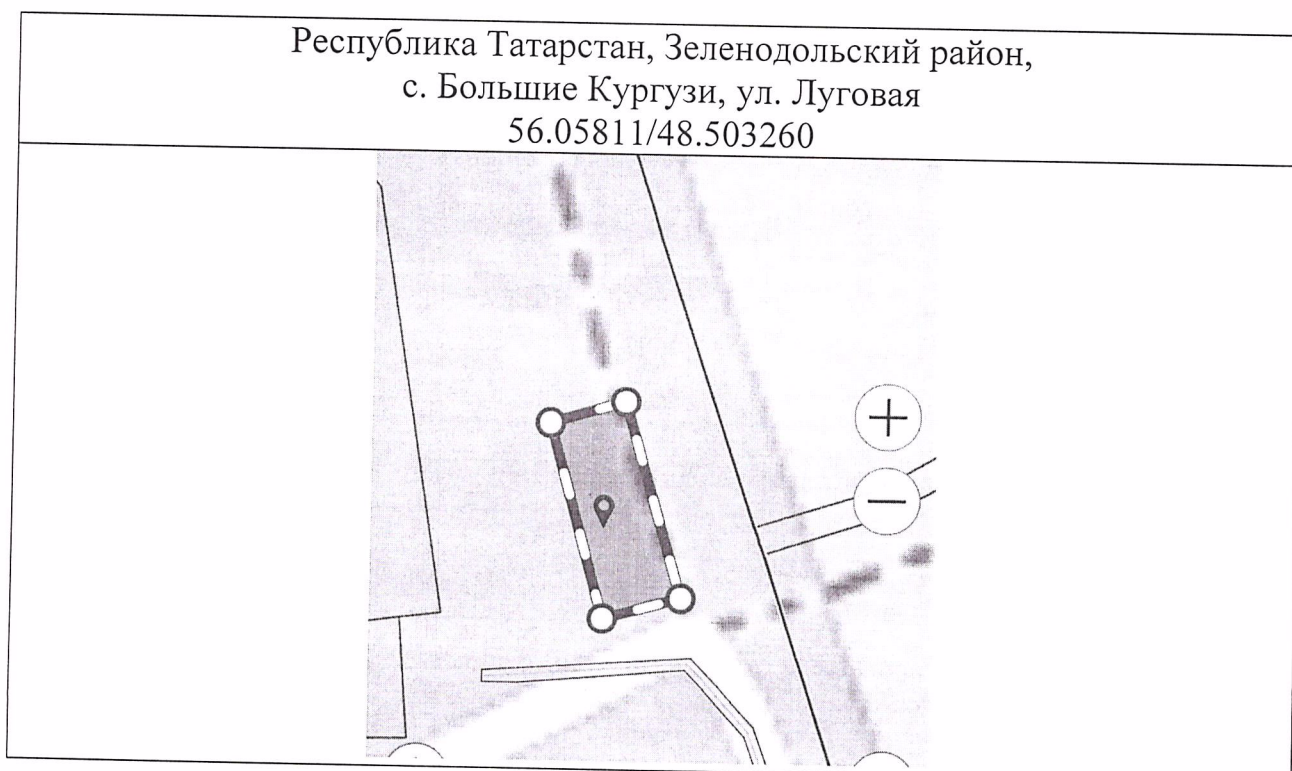 Республика Татарстан, Зеленодольский район,
с. Большие Кургузи, ул. Луговая
56.05811/48.503260
+
−